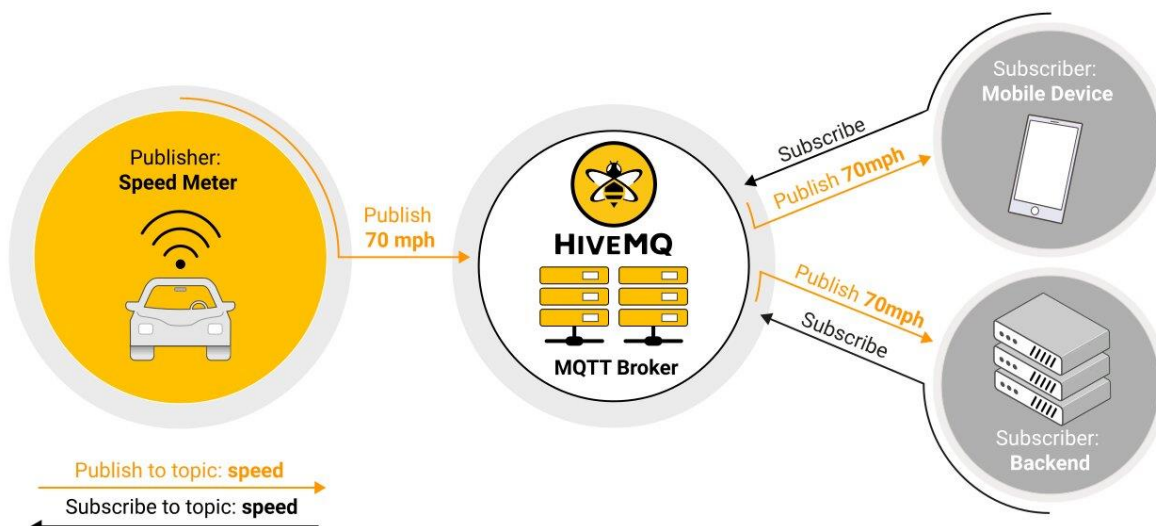 Publisher:
Speed Meter
Publish
70 mph
HIVEMQ
MQTT Broker
Subscribe
Publish 70mph
Subscriber:
Mobile Device
Publish 70mph
Subscribe
Subscriber:
Backend
Publish to topic: speed
Subscribe to topic: speed